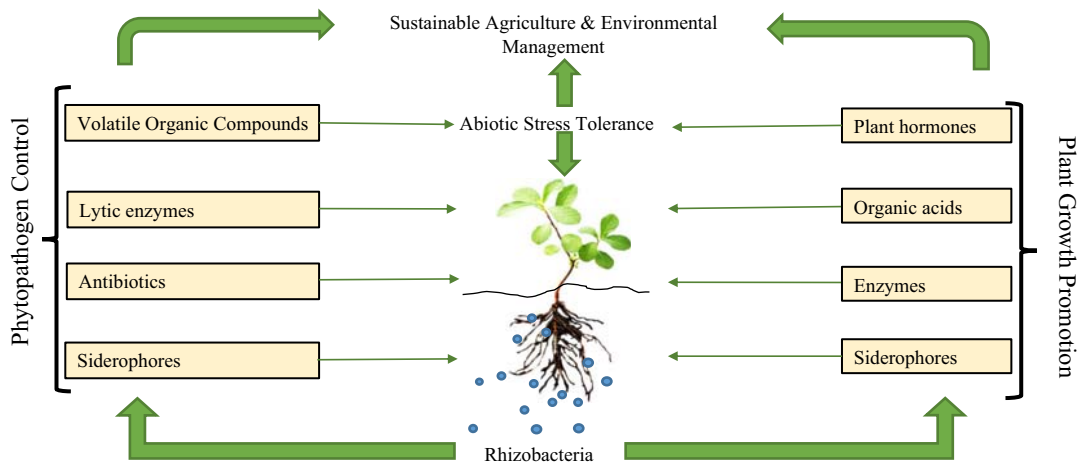 Sustainable Agriculture & Environmental
Management
Phytopathogen Control
Volatile Organic Compounds
Lytic enzymes
Antibiotics
Siderophores
Abiotic Stress Tolerance
Plant hormones
Organic acids
Enzymes
Siderophores
Plant Growth Promotion
Rhizobacteria